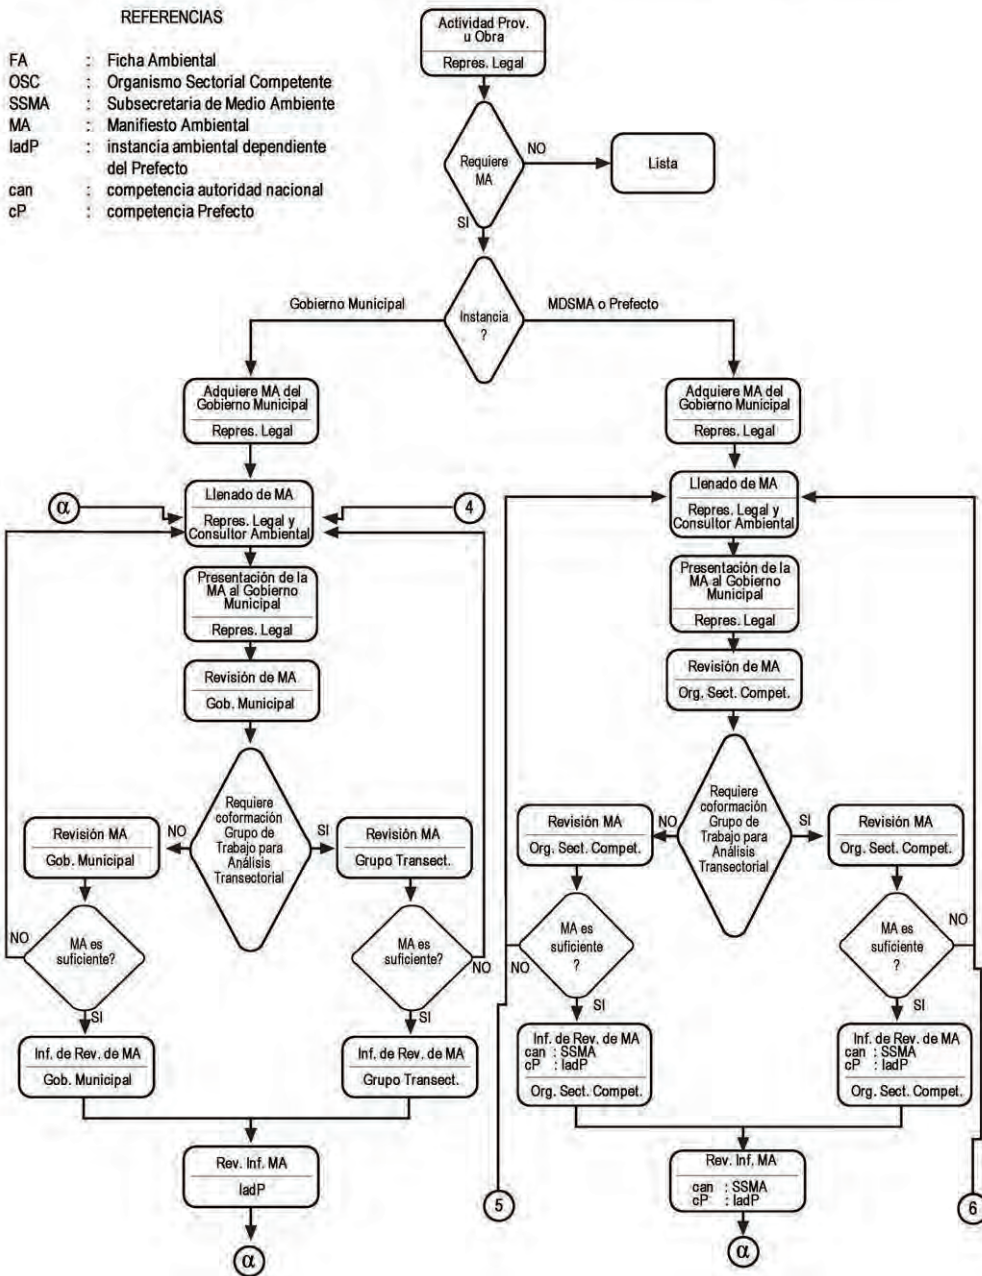 REFERENCIAS
FA : Ficha Ambiental
OSC : Organismo Sectorial Competente
SSMA : Subsecretaria de Medio Ambiente
MA : Manifiesto Ambiental
IadP : instancia ambiental dependiente
del Prefecto
can : competencia autoridad nacional
cP : competencia Prefecto
Actividad Prov.
u Obra
Repres. Legal
Requiere
MA
NO
Lista
SI
Instancia
?
Gobierno Municipal
MDSMA o Prefecto
Adquiere MA del
Gobierno Municipal
Repres. Legal
Adquiere MA del
Gobierno Municipal
Repres. Legal
α
Llenado de MA
Repres. Legal y
Consultor Ambiental
4
Llenado de MA
Repres. Legal y
Consultor Ambiental
Presentación de la
MA al Gobierno
Municipal
Repres. Legal
Presentación de la
MA al Gobierno
Municipal
Repres. Legal
Revisión de MA
Gob. Municipal
Revisión de MA
Org. Sect. Compet.
Requiere
coformación
Grupo de
Trabajo para
Análisis
Transectorial
NO
SI
Revisión MA
Gob. Municipal
Revisión MA
Grupo Transect.
Requiere
coformación
Grupo de
Trabajo para
Análisis
Transectorial
NO
SI
Revisión MA
Org. Sect. Compet.
Revisión MA
Org. Sect. Compet.
MA es
suficiente?
NO
SI
MA es
suficiente?
NO
SI
MA es
suficiente
?
NO
SI
MA es
suficiente
?
NO
SI
Inf. de Rev. de MA
Gob. Municipal
Inf. de Rev. de MA
Grupo Transect.
Inf. de Rev. de MA
can : SSMA
cP : IadP
Org. Sect. Compet.
Inf. de Rev. de MA
can : SSMA
cP : IadP
Org. Sect. Compet.
Rev. Inf. MA
IadP
5
Rev. Inf. MA
can : SSMA
cP : IadP
6
α
α